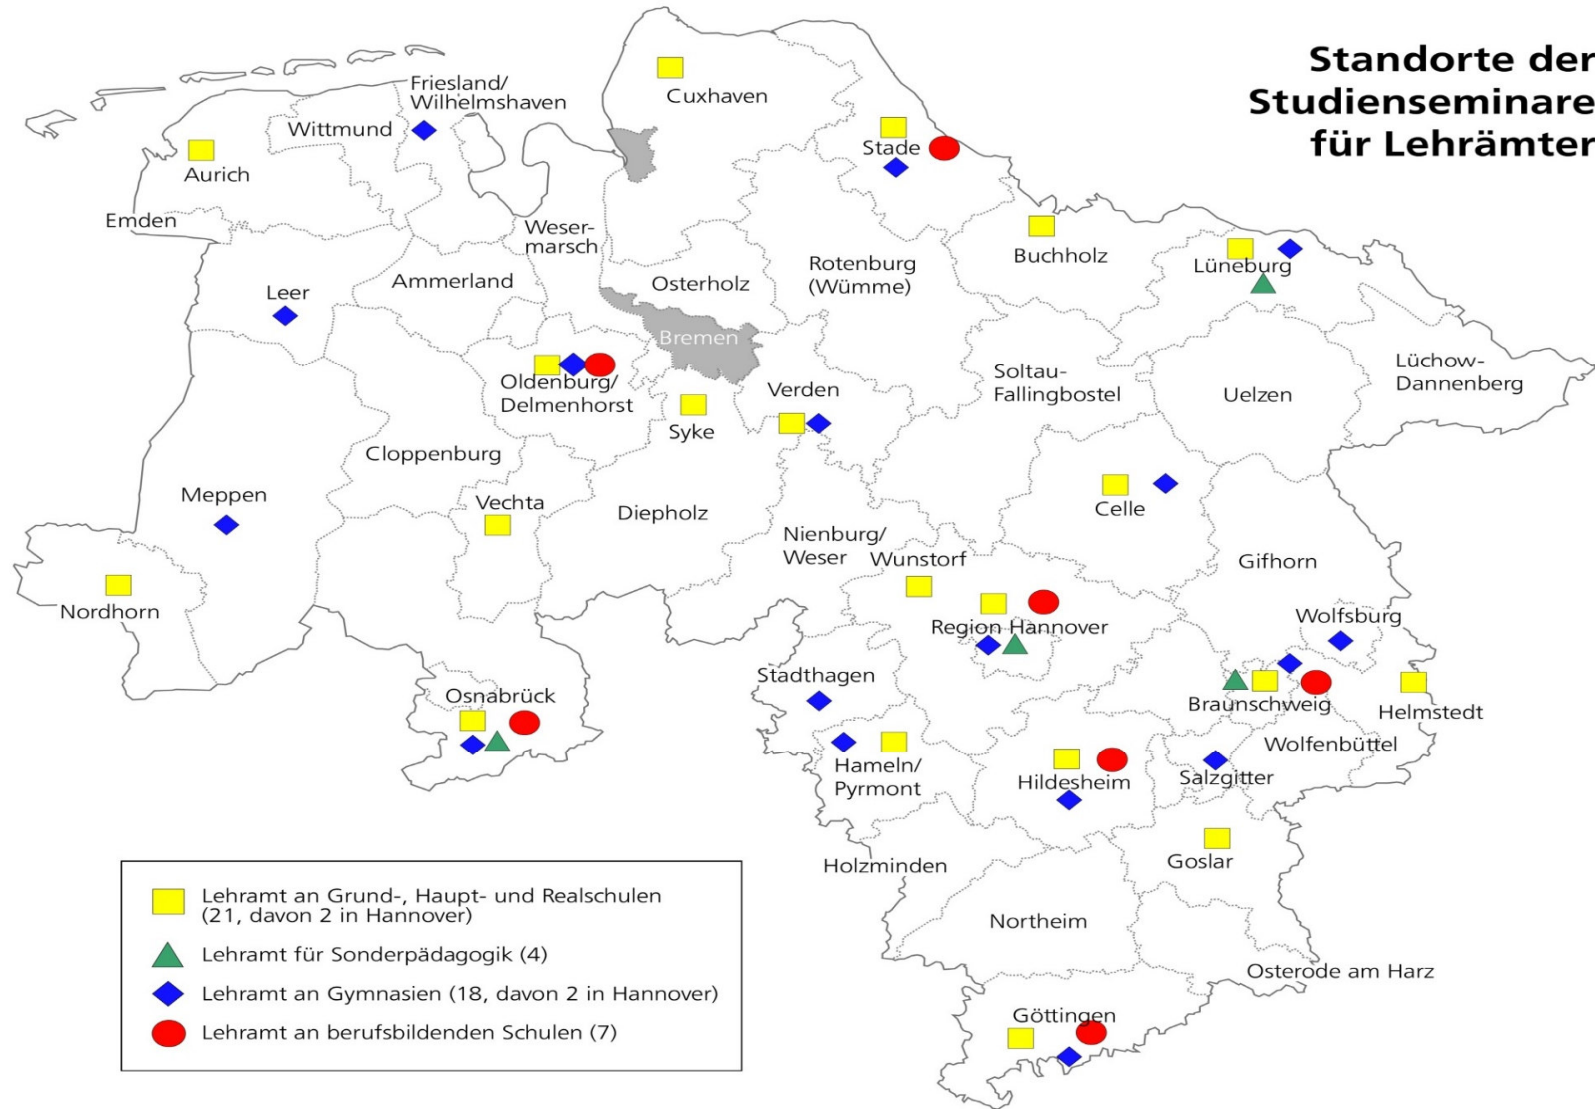 Standorte der
Studienseminare
für Lehrämter
Friesland/
Wilhelmshaven
Cuxhaven
Wittmund
Stade
Aurich
Emden
Weser-
marsch
Buchholz
Lüneburg
Rotenburg
(Wümme)
Ammerland
Osterholz
Leer
Bremen
Lüchow-
Dannenberg
Soltau-
Fallingbostel
Oldenburg/
Delmenhorst
Verden
Uelzen
Syke
Cloppenburg
Meppen
Vechta
Diepholz
Celle
Nienburg/
Weser
Wunstorf
Gifhorn
Nordhorn
Region Hannover
Wolfsburg
Stadthagen
Osnabrück
Braunschweig
Helmstedt
Hameln/
Pyrmont
Hildesheim
Wolfenbüttel
Salzgitter
Holzminden
Goslar
Northeim
Osterode am Harz
Göttingen
Lehramt an Grund-, Haupt- und Realschulen
(21, davon 2 in Hannover)
Lehramt für Sonderpädagogik (4)
Lehramt an Gymnasien (18, davon 2 in Hannover)
Lehramt an berufsbildenden Schulen (7)